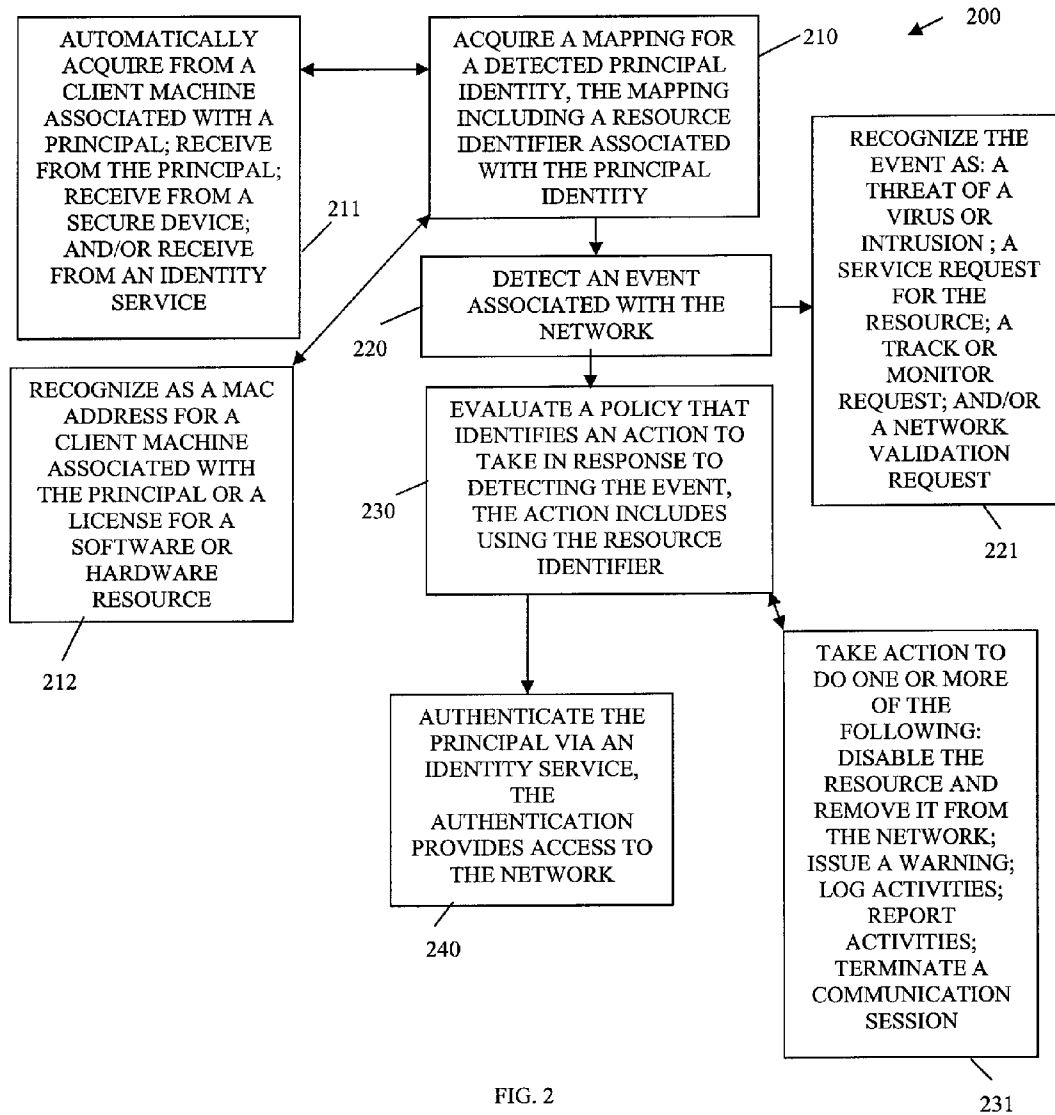 200
AUTOMATICALLY
ACQUIRE FROM A
CLIENT MACHINE
ASSOCIATED WITH A
PRINCIPAL; RECEIVE
FROM THE PRINCIPAL;
RECEIVE FROM A
SECURE DEVICE;
AND/OR RECEIVE
FROM AN IDENTITY
SERVICE
211
ACQUIRE A MAPPING FOR
A DETECTED PRINCIPAL
IDENTITY, THE MAPPING
INCLUDING A RESOURCE
IDENTIFIER ASSOCIATED
WITH THE PRINCIPAL
IDENTITY
210
RECOGNIZE THE
EVENT AS: A
THREAT OF A
VIRUS OR
INTRUSION ; A
SERVICE REQUEST
FOR THE
RESOURCE; A
TRACK OR
MONITOR
REQUEST; AND/OR
A NETWORK
VALIDATION
REQUEST
221
DETECT AN EVENT
ASSOCIATED WITH THE
NETWORK
220
RECOGNIZE AS A MAC
ADDRESS FOR A
CLIENT MACHINE
ASSOCIATED WITH
THE PRINCIPAL OR A
LICENSE FOR A
SOFTWARE OR
HARDWARE
RESOURCE
212
EVALUATE A POLICY THAT
IDENTIFIES AN ACTION TO
TAKE IN RESPONSE TO
DETECTING THE EVENT,
THE ACTION INCLUDES
USING THE RESOURCE
IDENTIFIER
230
AUTHENTICATE THE
PRINCIPAL VIA AN
IDENTITY SERVICE,
THE
AUTHENTICATION
PROVIDES ACCESS TO
THE NETWORK
240
TAKE ACTION TO
DO ONE OR MORE
OF THE
FOLLOWING:
DISABLE THE
RESOURCE AND
REMOVE IT FROM
THE NETWORK;
ISSUE A WARNING;
LOG ACTIVITIES;
REPORT
ACTIVITIES;
TERMINATE A
COMMUNICATION
SESSION
231
FIG. 2